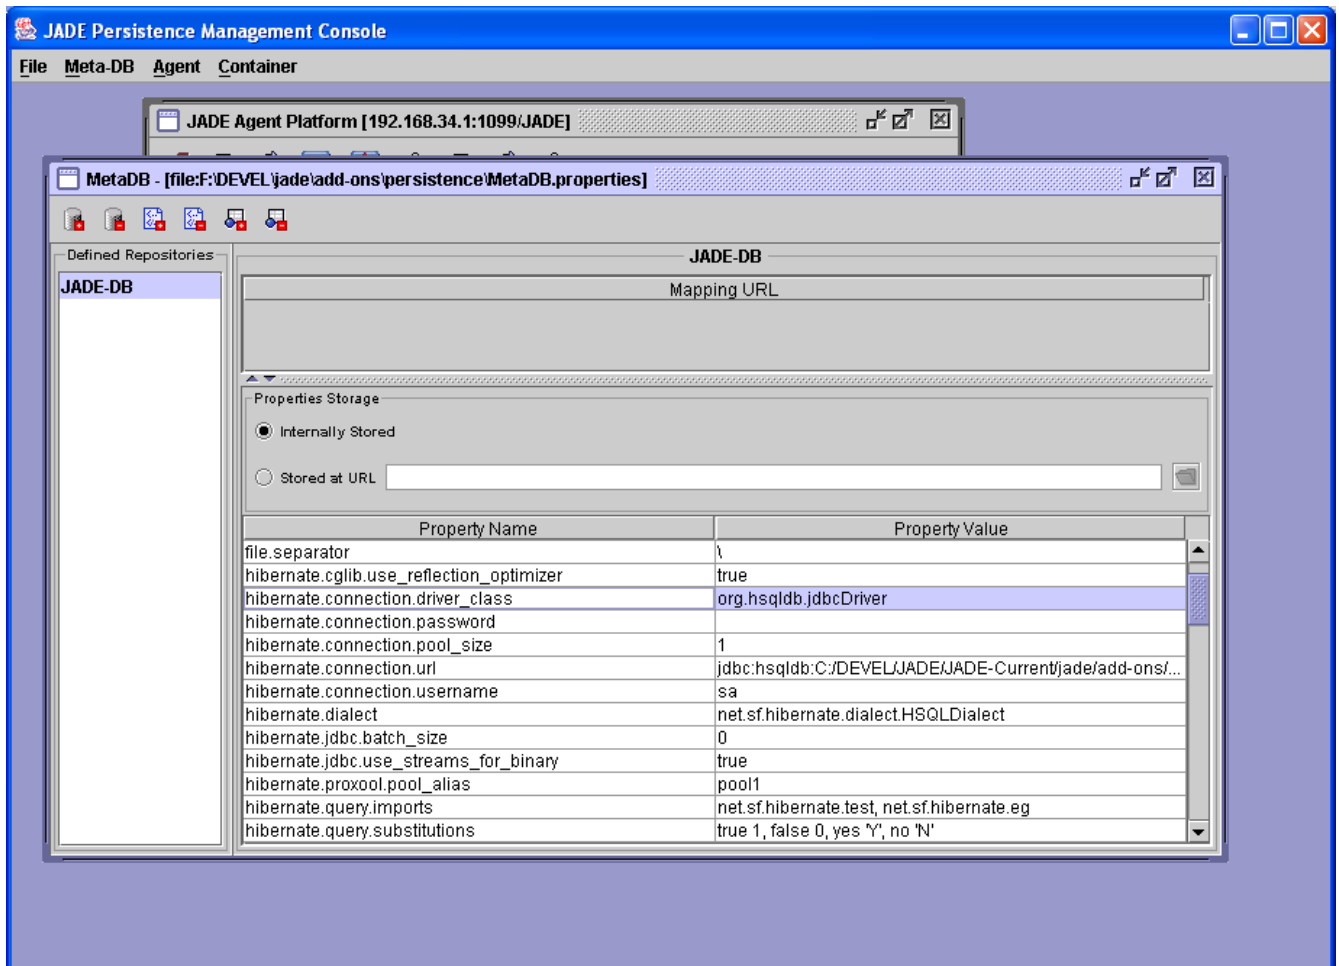 JADE Persistence Management Console
File Meta-DB Agent Container
JADE Agent Platform [192.168.34.1:1099/JADE]
MetaDB - [file:F:\DEVEL\jade\add-ons\persistence\MetaDB.properties]
Defined Repositories
JADE-DB
JADE-DB
Mapping URL
Properties Storage
Internally Stored
Stored at URL
Property Name Property Value
file.separator \
hibernate.cglib.use_reflection_optimizer true
hibernate.connection.driver_class org.hsqldb.jdbcDriver
hibernate.connection.password
hibernate.connection.pool_size 1
hibernate.connection.url jdbc:hsqldb:C:/DEVEL/JADE/JADE-Current/jade/add-ons/...
hibernate.connection.username sa
hibernate.dialect net.sf.hibernate.dialect.HSQLDialect
hibernate.jdbc.batch_size 0
hibernate.jdbc.use_streams_for_binary true
hibernate.proxool.pool_alias pool1
hibernate.query.imports net.sf.hibernate.test, net.sf.hibernate.eg
hibernate.query.substitutions true 1, false 0, yes 'Y', no 'N'